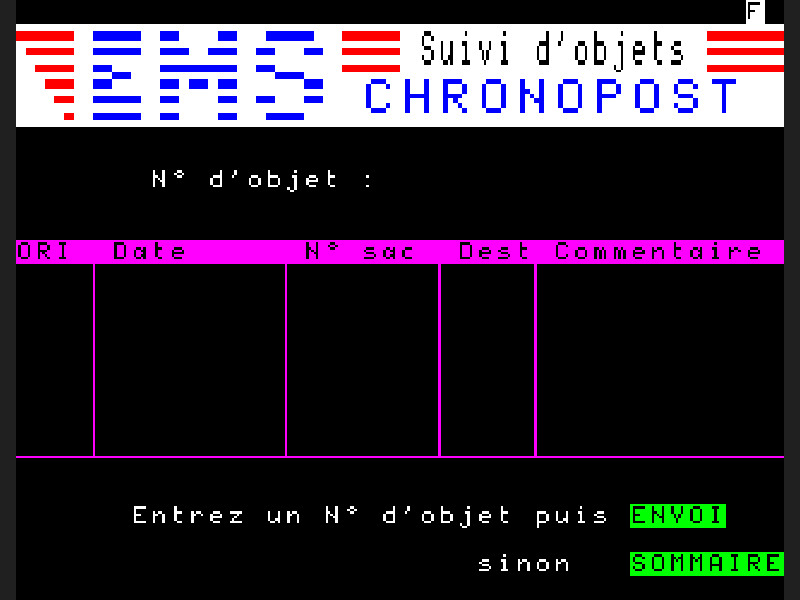 F
EMS Suivi d'objets
CHRONOPOST
N° d'objet :
ORI Date N° sac Dest Commentaire
Entrez un N° d'objet puis ENVOI
sinon SOMMAIRE